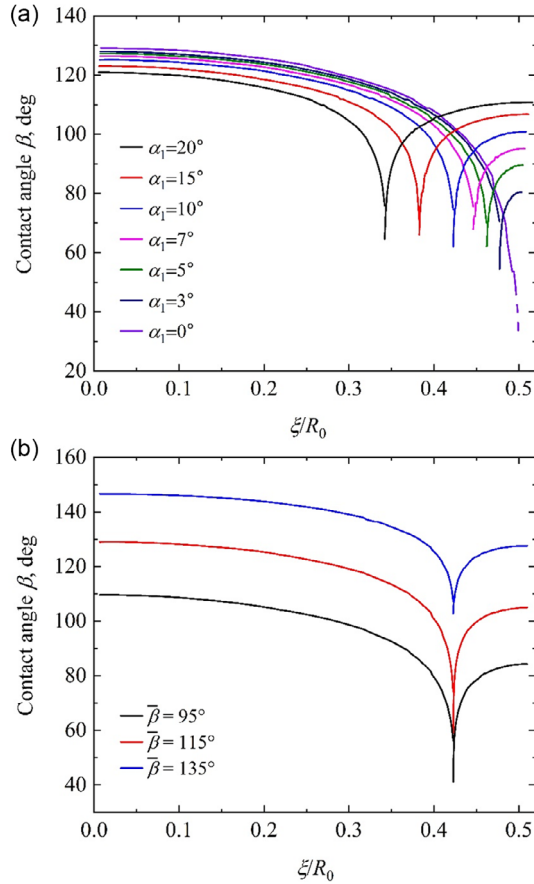 (a)
140
120
100
80
60
40
20
Contact angle β, deg
α₁=20°
α₁=15°
α₁=10°
α₁=7°
α₁=5°
α₁=3°
α₁=0°
0.0 0.1 0.2 0.3 0.4 0.5
ξ/R₀
(b)
160
140
120
100
80
60
40
Contact angle β, deg
β̅ = 95°
β̅ = 115°
β̅ = 135°
0.0 0.1 0.2 0.3 0.4 0.5
ξ/R₀